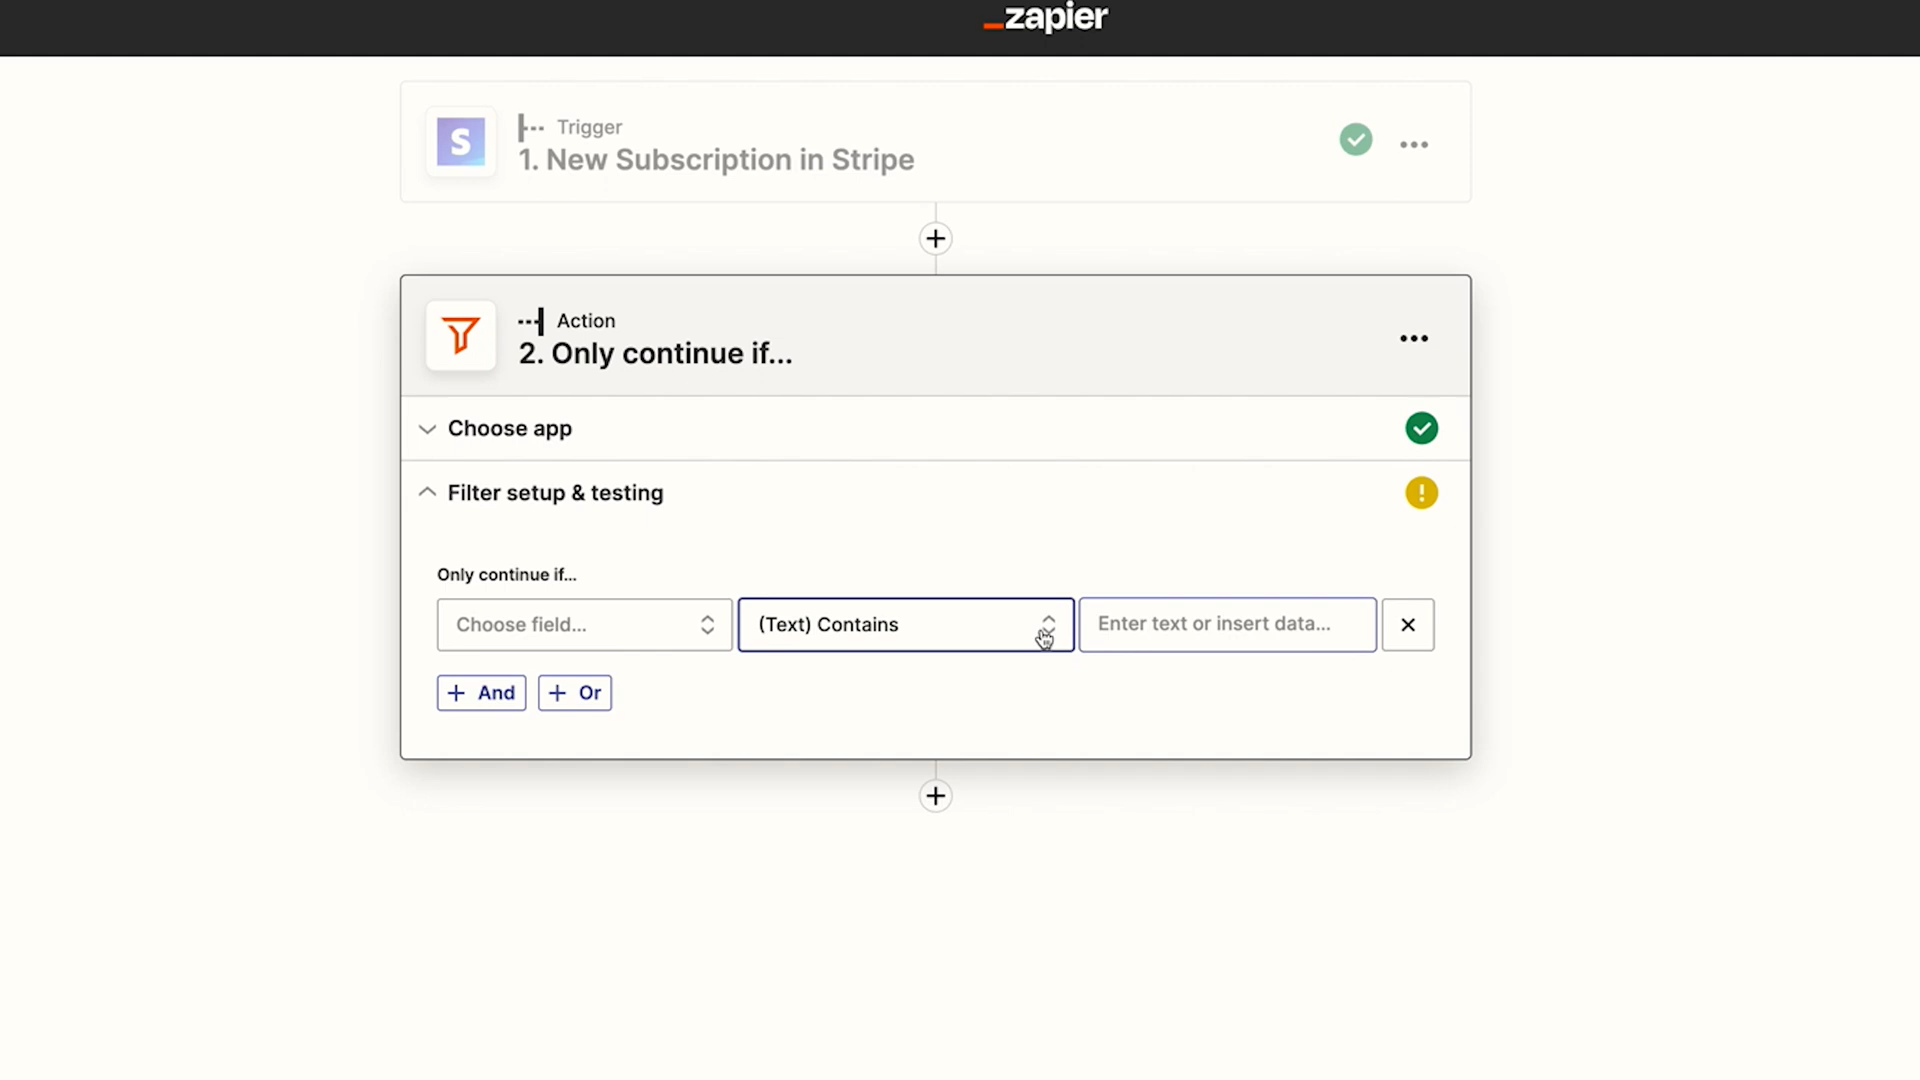 _zapier
S
Trigger
1. New Subscription in Stripe
Action
2. Only continue if...
Choose app
Filter setup & testing
!
Only continue if...
Choose field... (Text) Contains Enter text or insert data...
+ And + Or